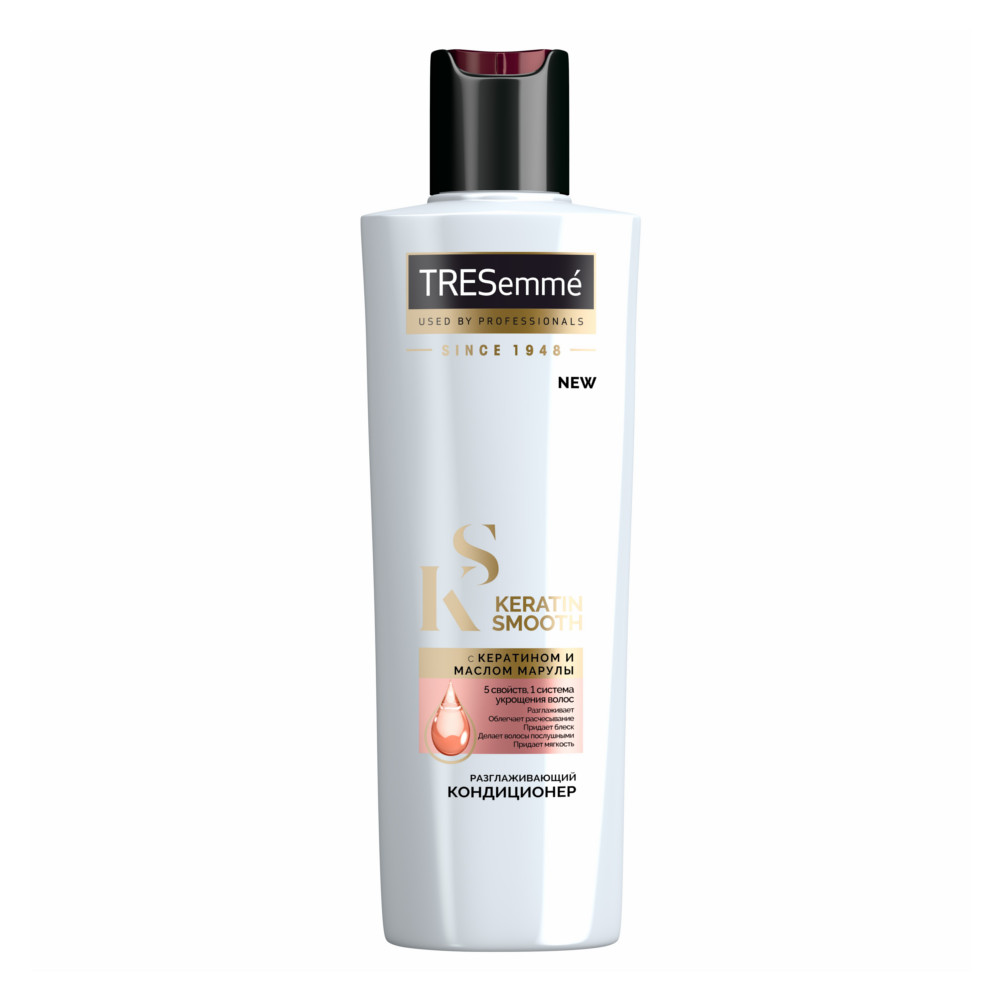 TRESemmé
USED BY PROFESSIONALS
SINCE 1948
NEW
KS
KERATIN
SMOOTH
С КЕРАТИНОМ И
МАСЛОМ МАРУЛЫ
5 свойств, 1 система
укрощения волос
Разглаживает
Облегчает расчесывание
Придает блеск
Делает волосы послушными
Придает мягкость
РАЗГЛАЖИВАЮЩИЙ
КОНДИЦИОНЕР